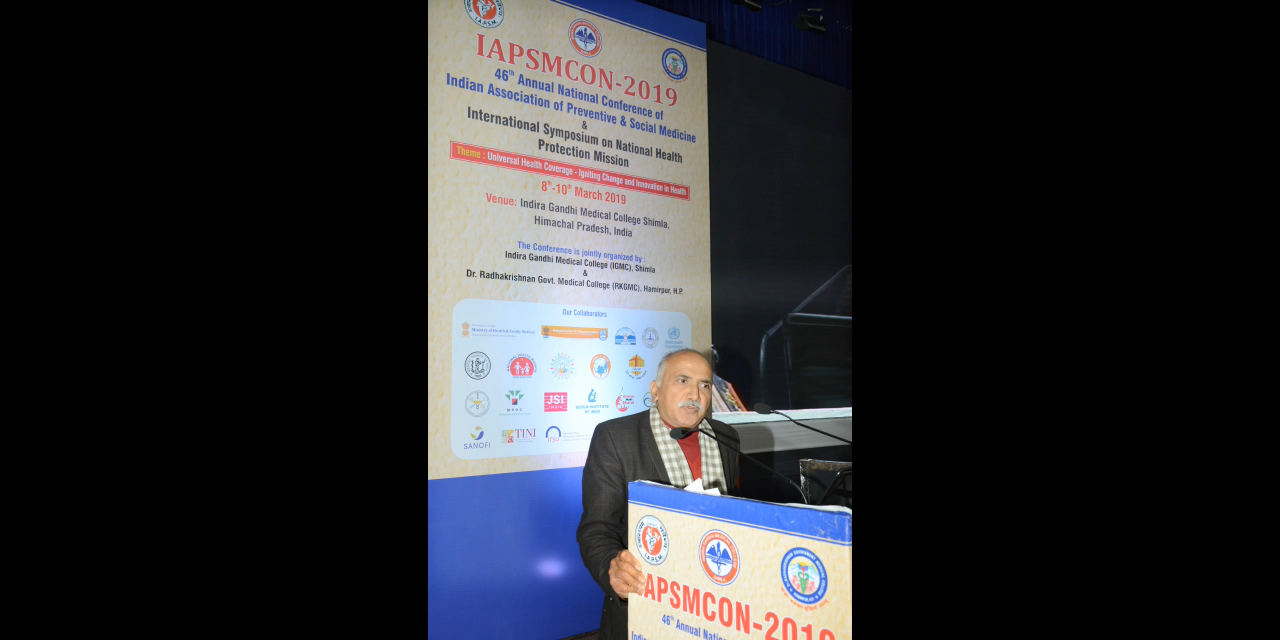 I.A.P.S.M.
IAPSMCON-2019
46th Annual National Conference of
Indian Association of Preventive & Social Medicine
&
International Symposium on National Health
Protection Mission
Theme : Universal Health Coverage - Igniting Change and Innovation in Health
8th-10th March 2019
Venue: Indira Gandhi Medical College Shimla,
Himachal Pradesh, India
The Conference is jointly organized by :
Indira Gandhi Medical College (IGMC), Shimla
&
Dr. Radhakrishnan Govt. Medical College (RKGMC), Hamirpur, H.P.
Our Collaborators
JSI
INDIA
SANOFI
TINI
I.A.P.S.M.
APSMCON-2019
46th Annual Natio